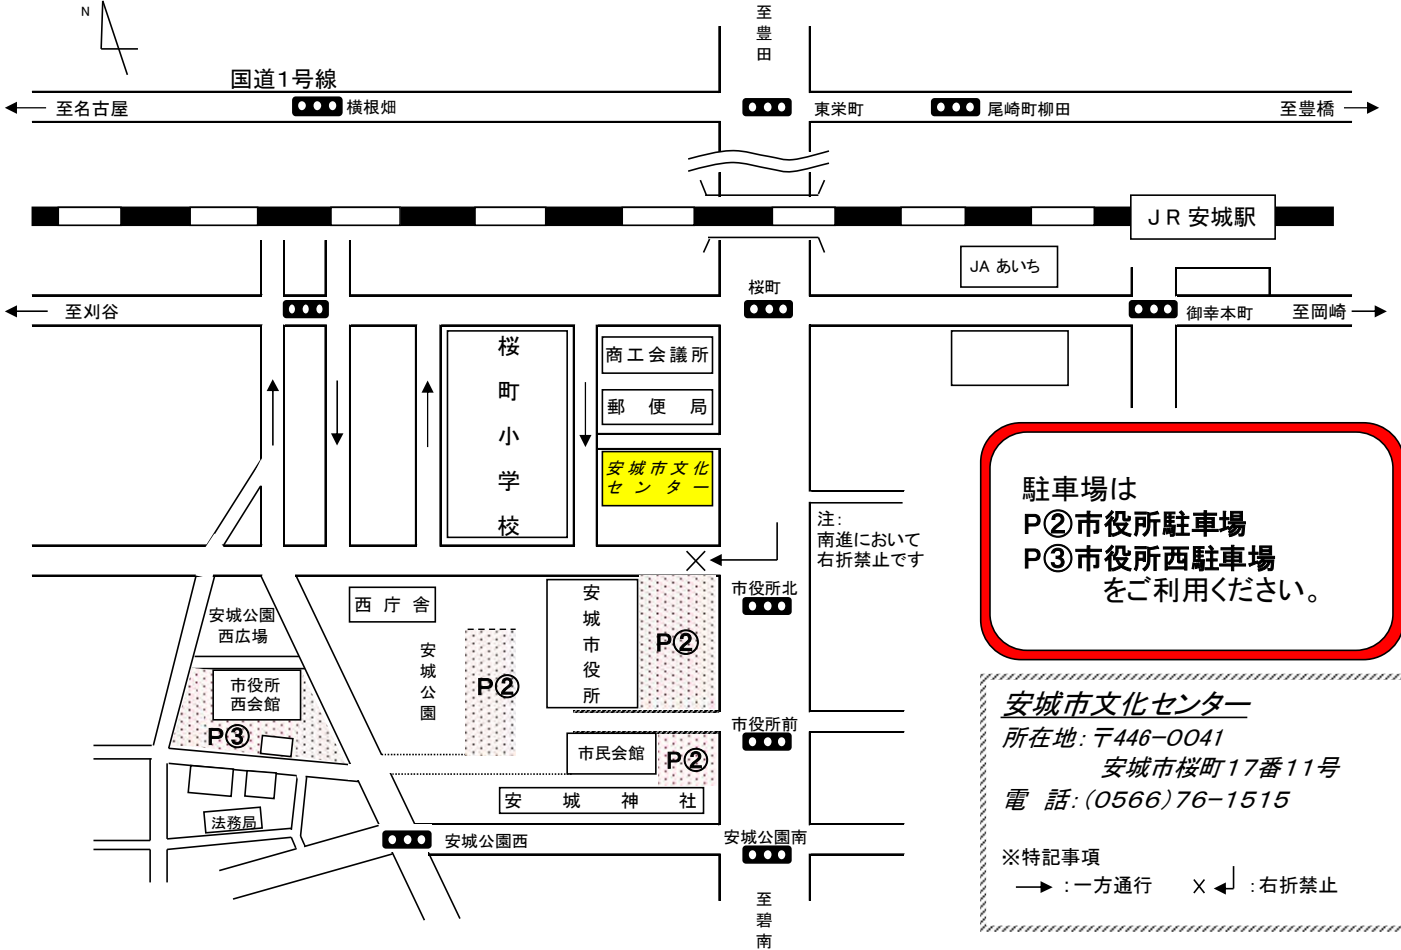 N
至豊田
国道1号線
至名古屋
横根畑
東栄町
尾崎町柳田
至豊橋
JR 安城駅
JA あいち
桜町
至刈谷
御幸本町
至岡崎
桜町小学校
商工会議所
郵便局
安城市文化
センター
注:
南進において
右折禁止です
駐車場は
P②市役所駐車場
P③市役所西駐車場
をご利用ください。
市役所北
西庁舎
安城市役所
安城公園
西広場
安城公園
P②
P②
市役所
西会館
P③
市役所前
市民会館
P②
安城神社
法務局
安城公園西
安城公園南
至碧南
安城市文化センター
所在地:〒446-0041
安城市桜町17番11号
電話:(0566)76-1515
※特記事項
→ :一方通行 × ↲ :右折禁止